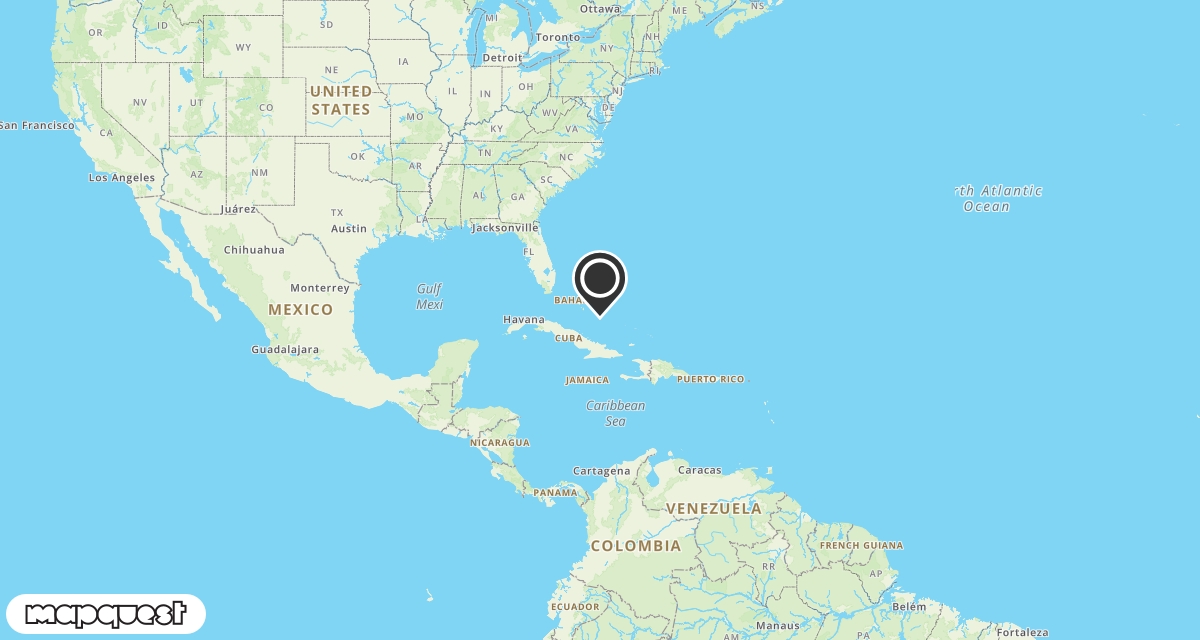 Ottawa
ME
NS
MI
OR
ID
SD
WY
Toronto
NH
NY
Detroit
IA
NE
RI
UNITED
STATES
IL
IN
OH
NJ
NV
UT
CO
DE
WV
MO
San Francisco
CA
KY
VA
OK
TN
NC
AR
AZ
NM
Los Angeles
SC
AL
GA
rth Atlantic
Ocean
Juárez
TX
LA
Austin
Jacksonville
Chihuahua
FL
Monterrey
Gulf
Mexi
BAHA
MEXICO
Havana
CUBA
Guadalajara
JAMAICA
PUERTO RICO
Caribbean
Sea
NICARAGUA
Cartagena
Caracas
PANAMA
VENEZUELA
COLOMBIA
FRENCH GUIANA
RR
AP
ECUADOR
Belém
mapquest
Manaus
Fortaleza
AM
PA